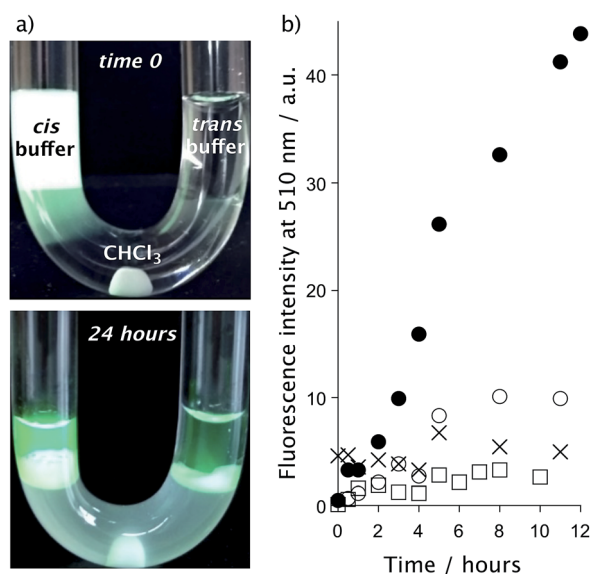 a)
time 0
cis
buffer
trans
buffer
CHCl₃
24 hours
b)
Fluorescence intensity at 510 nm / a.u.
40
30
20
10
0
0 2 4 6 8 10 12
Time / hours